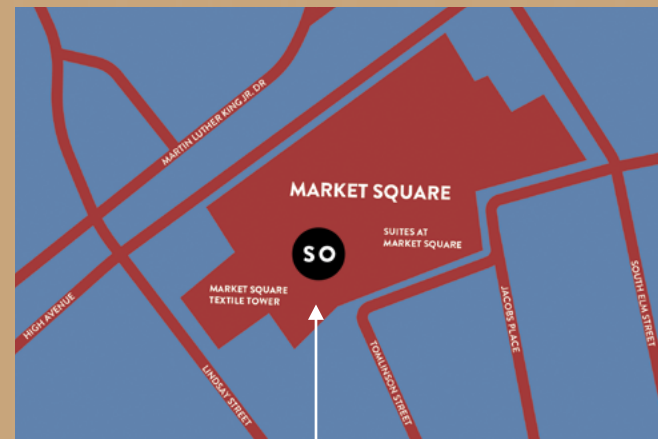 MARTIN LUTHER KING JR. DR
MARKET SQUARE
SUITES AT
MARKET SQUARE
SO
MARKET SQUARE
TEXTILE TOWER
HIGH AVENUE
LINDSAY STREET
TOMLINSON STREET
JACOBS PLACE
SOUTH ELM STREET